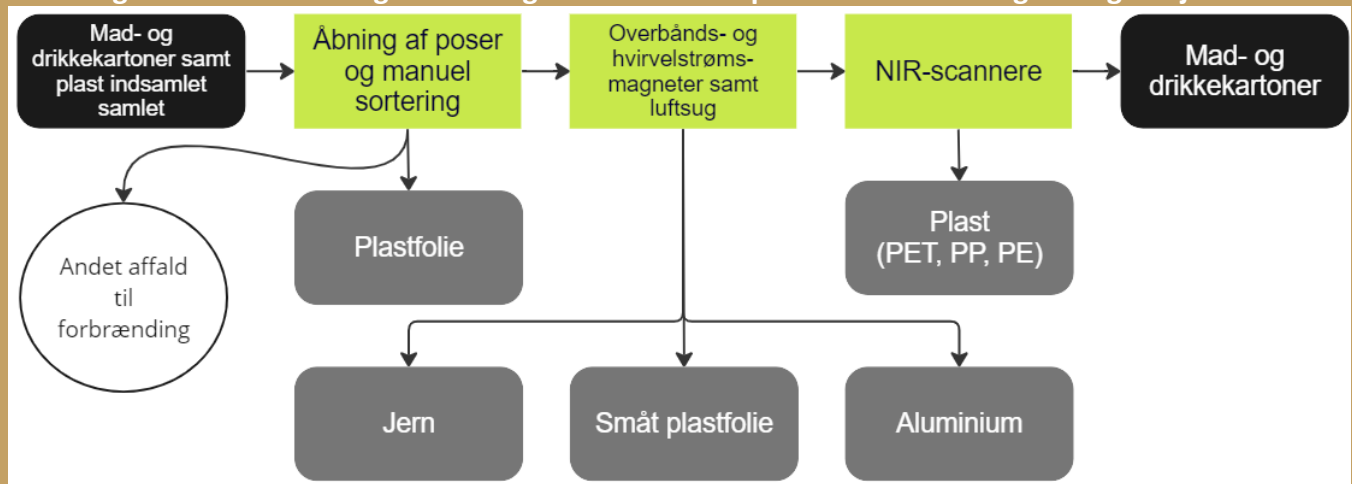 Mad- og
drikkekartoner samt
plast indsamlet
samlet
Åbning af poser
og manuel
sortering
Overbånds- og
hvirvelstrøms-
magneter samt
luftsug
NIR-scannere
Mad- og
drikkekartoner
Andet affald
til
forbrænding
Plastfolie
Plast
(PET, PP, PE)
Jern
Småt plastfolie
Aluminium